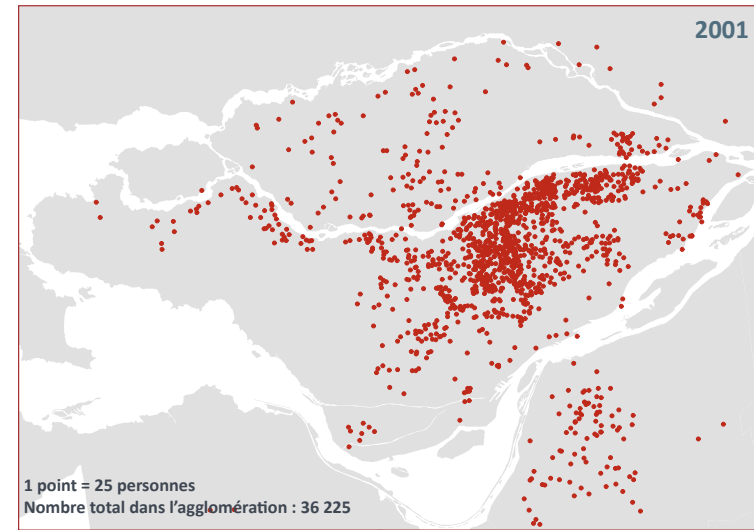 2001
1 point = 25 personnes
Nombre total dans l'agglomération : 36 225